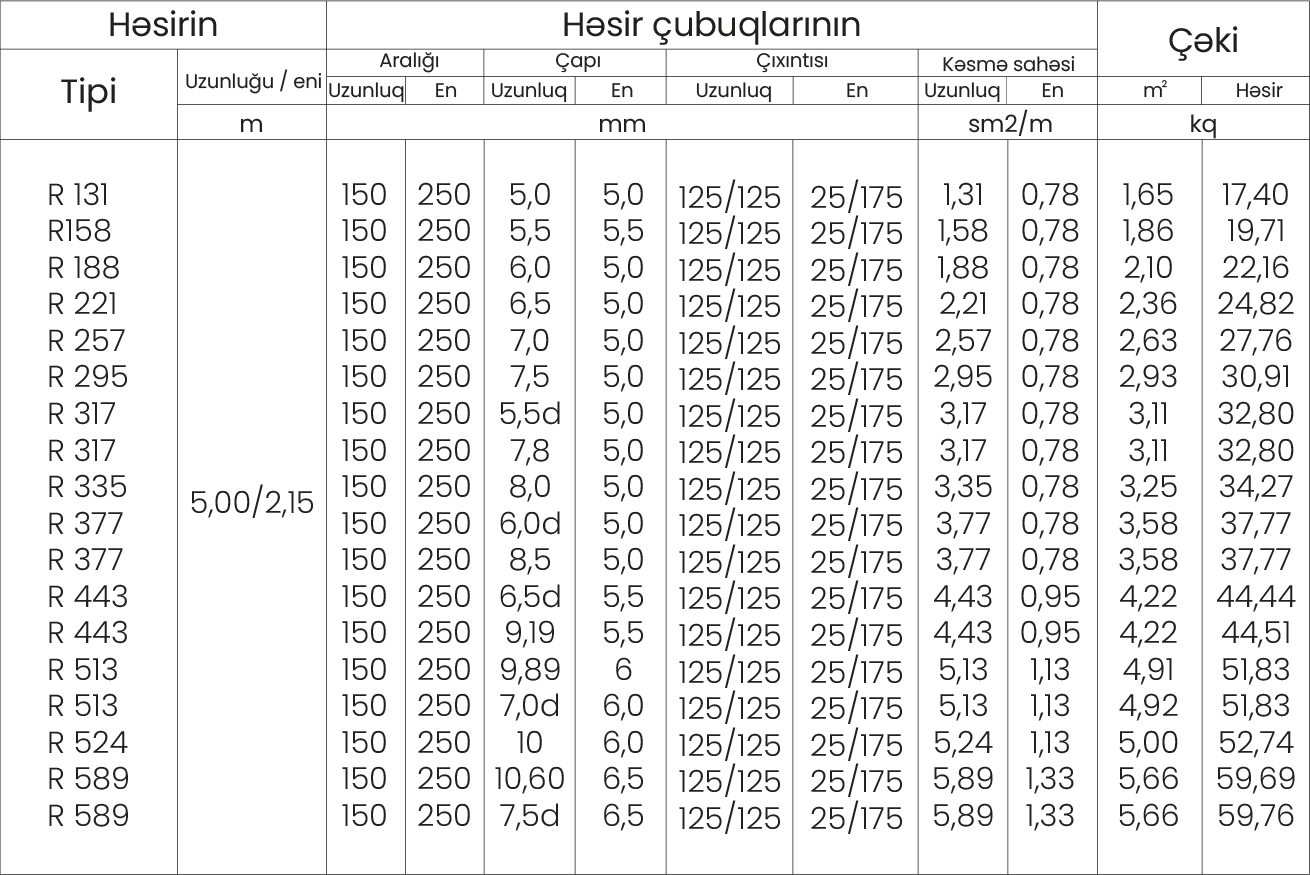 Həsirin Həsir çubuqlarının Çəki
Tipi Uzunluğu / eni Aralığı Çapı Çıxıntısı Kəsmə sahəsi
Uzunluq En Uzunluq En Uzunluq En Uzunluq En m² Həsir
m mm sm2/m kq
R 131 150 250 5,0 5,0 125/125 25/175 1,31 0,78 1,65 17,40
R158 150 250 5,5 5,5 125/125 25/175 1,58 0,78 1,86 19,71
R 188 150 250 6,0 5,0 125/125 25/175 1,88 0,78 2,10 22,16
R 221 150 250 6,5 5,0 125/125 25/175 2,21 0,78 2,36 24,82
R 257 150 250 7,0 5,0 125/125 25/175 2,57 0,78 2,63 27,76
R 295 150 250 7,5 5,0 125/125 25/175 2,95 0,78 2,93 30,91
R 317 150 250 5,5d 5,0 125/125 25/175 3,17 0,78 3,11 32,80
R 317 150 250 7,8 5,0 125/125 25/175 3,17 0,78 3,11 32,80
R 335 150 250 8,0 5,0 125/125 25/175 3,35 0,78 3,25 34,27
5,00/2,15
R 377 150 250 6,0d 5,0 125/125 25/175 3,77 0,78 3,58 37,77
R 377 150 250 8,5 5,0 125/125 25/175 3,77 0,78 3,58 37,77
R 443 150 250 6,5d 5,5 125/125 25/175 4,43 0,95 4,22 44,44
R 443 150 250 9,19 5,5 125/125 25/175 4,43 0,95 4,22 44,51
R 513 150 250 9,89 6 125/125 25/175 5,13 1,13 4,91 51,83
R 513 150 250 7,0d 6,0 125/125 25/175 5,13 1,13 4,92 51,83
R 524 150 250 10 6,0 125/125 25/175 5,24 1,13 5,00 52,74
R 589 150 250 10,60 6,5 125/125 25/175 5,89 1,33 5,66 59,69
R 589 150 250 7,5d 6,5 125/125 25/175 5,89 1,33 5,66 59,76